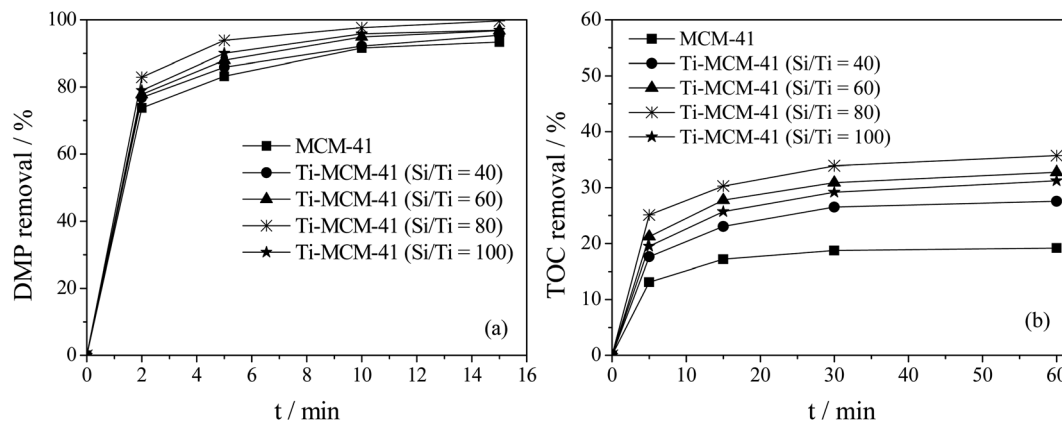 100
80
60
40
20
0
DMP removal / %
MCM-41
Ti-MCM-41 (Si/Ti = 40)
Ti-MCM-41 (Si/Ti = 60)
Ti-MCM-41 (Si/Ti = 80)
Ti-MCM-41 (Si/Ti = 100)
(a)
0 2 4 6 8 10 12 14 16
t / min
60
50
40
30
20
10
0
TOC removal / %
MCM-41
Ti-MCM-41 (Si/Ti = 40)
Ti-MCM-41 (Si/Ti = 60)
Ti-MCM-41 (Si/Ti = 80)
Ti-MCM-41 (Si/Ti = 100)
(b)
0 10 20 30 40 50 60
t / min